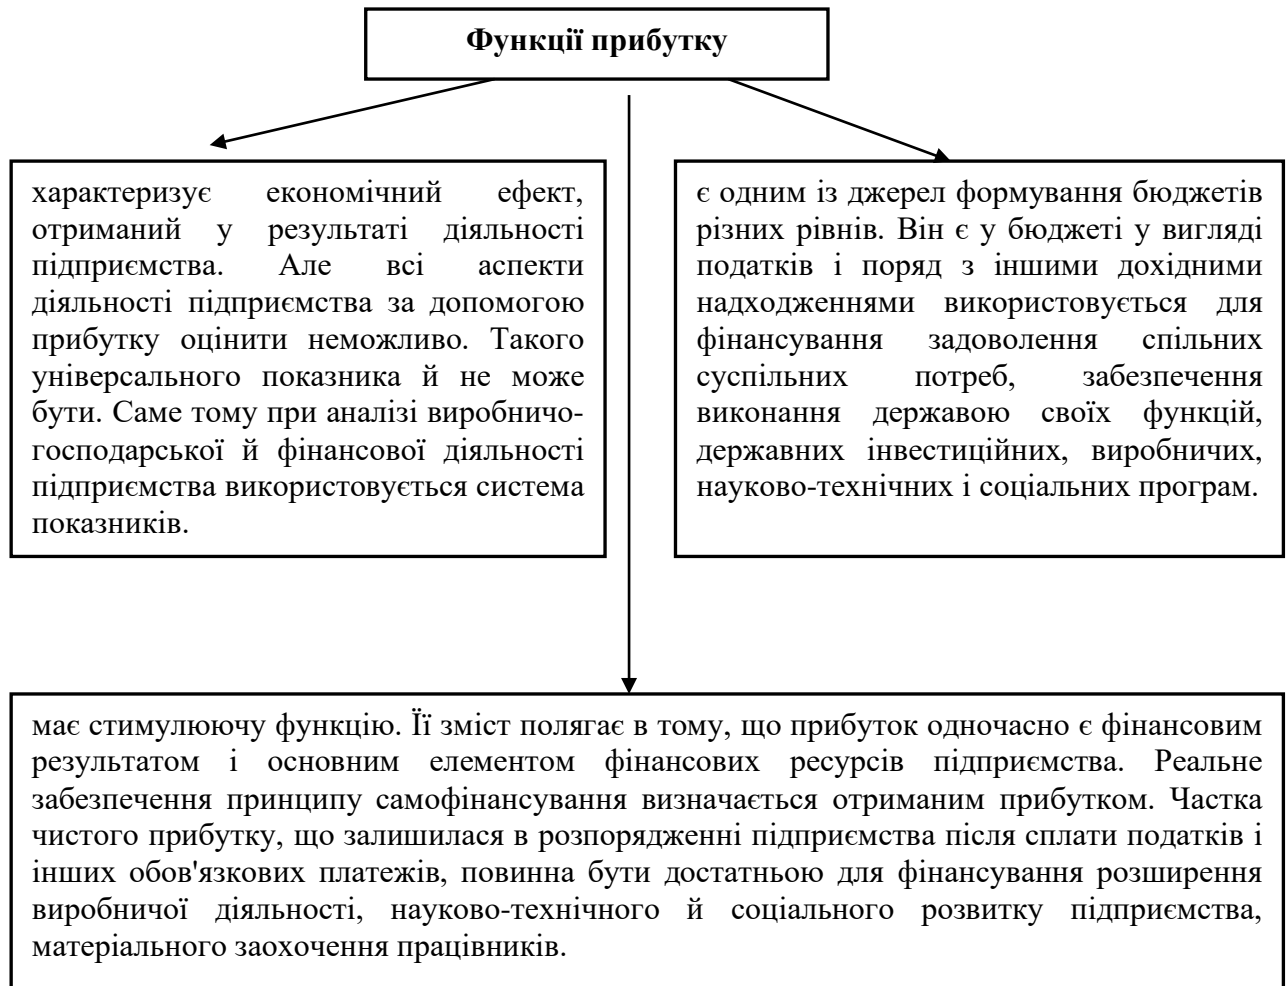 Функції прибутку
характеризує економічний ефект,
отриманий у результаті діяльності
підприємства. Але всі аспекти
діяльності підприємства за допомогою
прибутку оцінити неможливо. Такого
універсального показника й не може
бути. Саме тому при аналізі виробничо-
господарської й фінансової діяльності
підприємства використовується система
показників.
є одним із джерел формування бюджетів
різних рівнів. Він є у бюджеті у вигляді
податків і поряд з іншими дохідними
надходженнями використовується для
фінансування задоволення спільних
суспільних потреб, забезпечення
виконання державою своїх функцій,
державних інвестиційних, виробничих,
науково-технічних і соціальних програм.
має стимулюючу функцію. Її зміст полягає в тому, що прибуток одночасно є фінансовим
результатом і основним елементом фінансових ресурсів підприємства. Реальне
забезпечення принципу самофінансування визначається отриманим прибутком. Частка
чистого прибутку, що залишилася в розпорядженні підприємства після сплати податків і
інших обов'язкових платежів, повинна бути достатньою для фінансування розширення
виробничої діяльності, науково-технічного й соціального розвитку підприємства,
матеріального заохочення працівників.